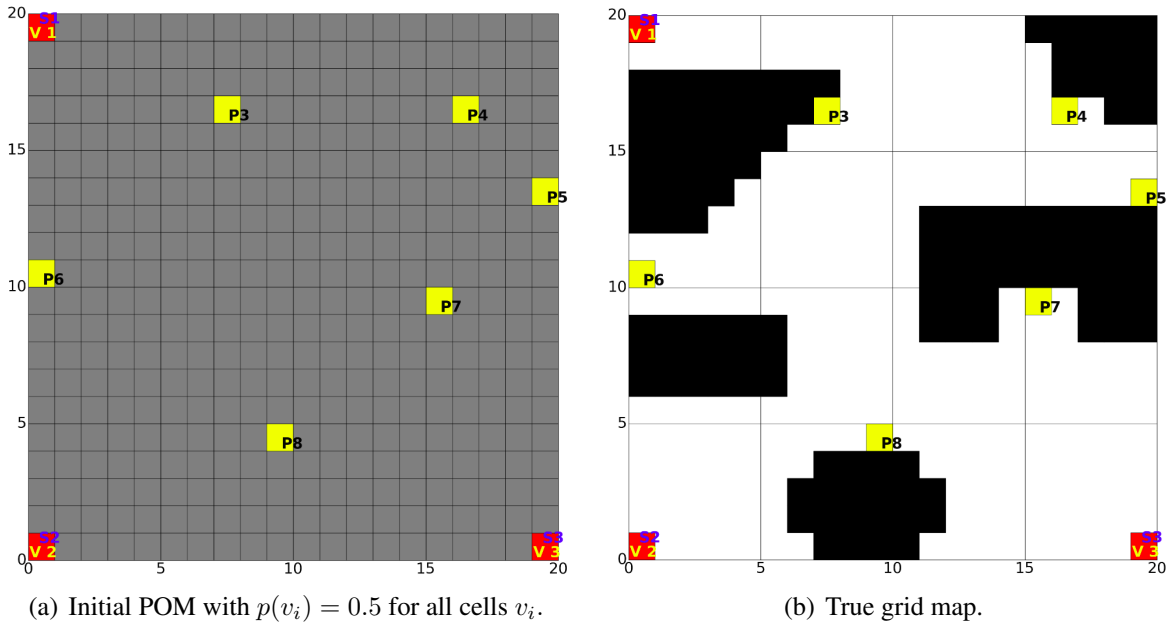 20
S1
V 1
P3
P4
15
P5
P6
10
P7
5
P8
S2
V 2
S3
V 3
0
0
5
10
15
20
(a) Initial POM with p(v_i) = 0.5 for all cells v_i.
20
S1
V 1
P3
P4
15
P5
P6
10
P7
5
P8
S2
V 2
S3
V 3
0
0
5
10
15
20
(b) True grid map.